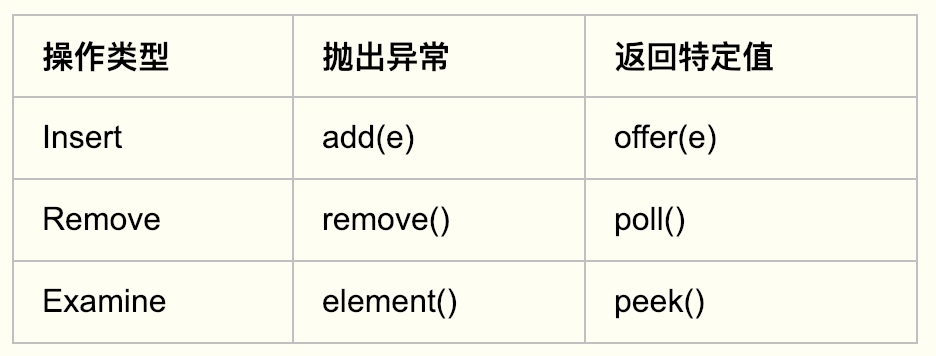 操作类型 抛出异常 返回特定值
Insert add(e) offer(e)
Remove remove() poll()
Examine element() peek()